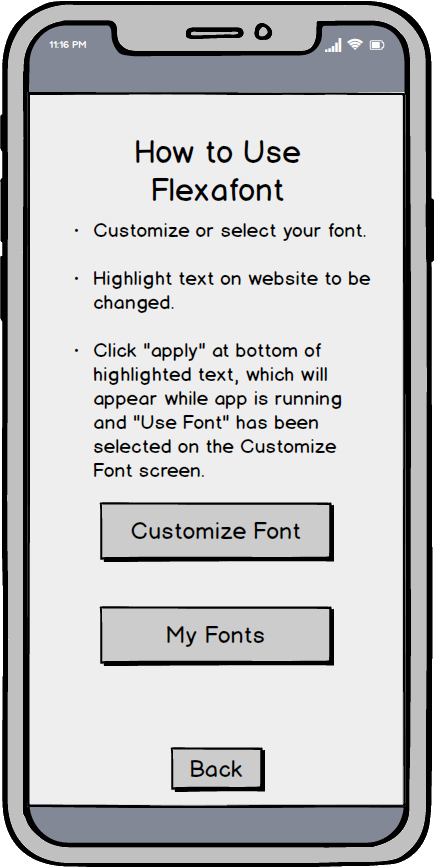 11:16 PM
How to Use
Flexafont
• Customize or select your font.
• Highlight text on website to be
changed.
• Click "apply" at bottom of
highlighted text, which will
appear while app is running
and "Use Font" has been
selected on the Customize
Font screen.
Customize Font
My Fonts
Back